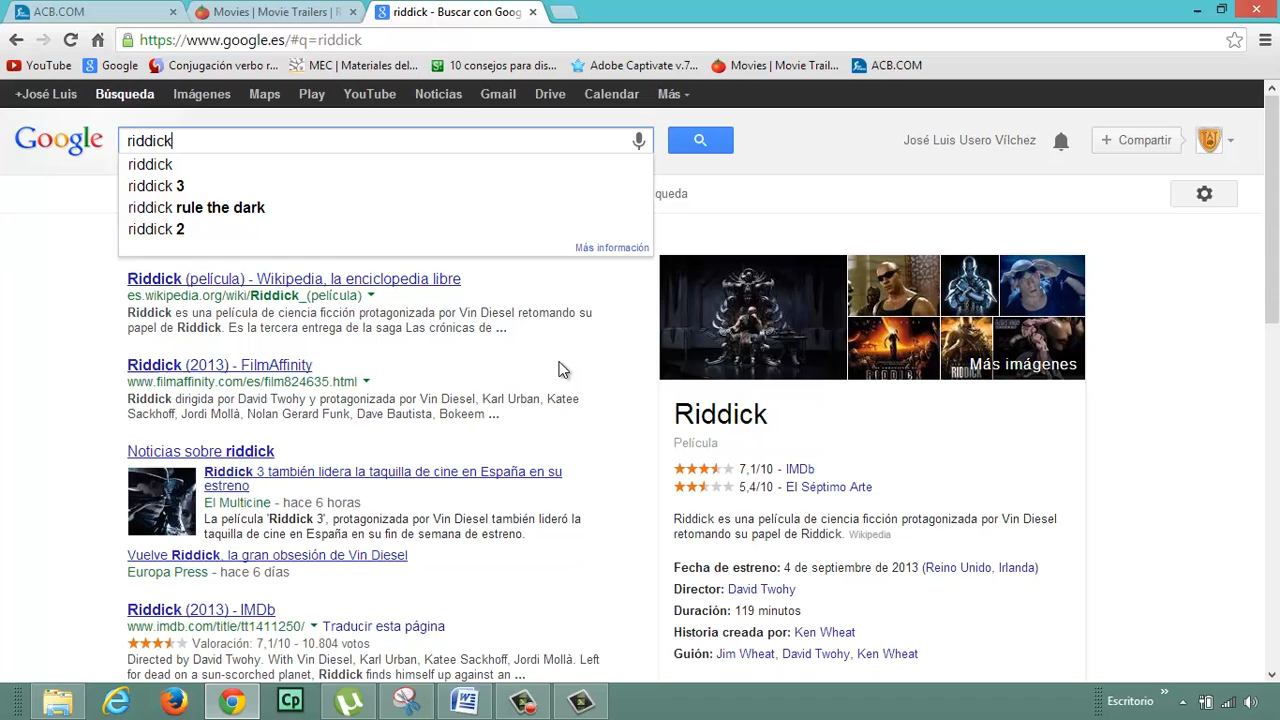 ACB.COM
Movies | Movie Trailers | R
riddick - Buscar con Goog
https://www.google.es/#q=riddick
YouTube
Google
Conjugación verbo r...
MEC | Materiales del...
10 consejos para dis...
Adobe Captivate v.7...
Movies | Movie Trail...
ACB.COM
+José Luis
Búsqueda
Imágenes
Maps
Play
YouTube
Noticias
Gmail
Drive
Calendar
Más
Google
riddick
José Luis Usero Vílchez
+ Compartir
riddick
riddick 3
riddick rule the dark
riddick 2
Más información
queda
Riddick (película) - Wikipedia, la enciclopedia libre
es.wikipedia.org/wiki/Riddick_(película)
Riddick es una película de ciencia ficción protagonizada por Vin Diesel retomando su
papel de Riddick. Es la tercera entrega de la saga Las crónicas de ...
Riddick (2013) - FilmAffinity
www.filmaffinity.com/es/film824635.html
Riddick dirigida por David Twohy y protagonizada por Vin Diesel, Karl Urban, Katee
Sackhoff, Jordi Mollà, Nolan Gerard Funk, Dave Bautista, Bokeem ...
Noticias sobre riddick
Riddick 3 también lidera la taquilla de cine en España en su
estreno
El Multicine - hace 6 horas
La película 'Riddick 3', protagonizada por Vin Diesel también lideró la
taquilla de cine en España en su fin de semana de estreno.
Vuelve Riddick, la gran obsesión de Vin Diesel
Europa Press - hace 6 días
Riddick (2013) - IMDb
www.imdb.com/title/tt1411250/
Traducir esta página
Valoración: 7,1/10 - 10.804 votos
Directed by David Twohy. With Vin Diesel, Karl Urban, Katee Sackhoff, Jordi Mollà.
Left for dead on a sun-scorched planet, Riddick finds himself up against an ...
Más imágenes
Riddick
Película
7,1/10 - IMDb
5,4/10 - El Séptimo Arte
Riddick es una película de ciencia ficción protagonizada por Vin Diesel
retomando su papel de Riddick. Wikipedia
Fecha de estreno: 4 de septiembre de 2013 (Reino Unido, Irlanda)
Director: David Twohy
Duración: 119 minutos
Historia creada por: Ken Wheat
Guión: Jim Wheat, David Twohy, Ken Wheat
Cp
Escritorio